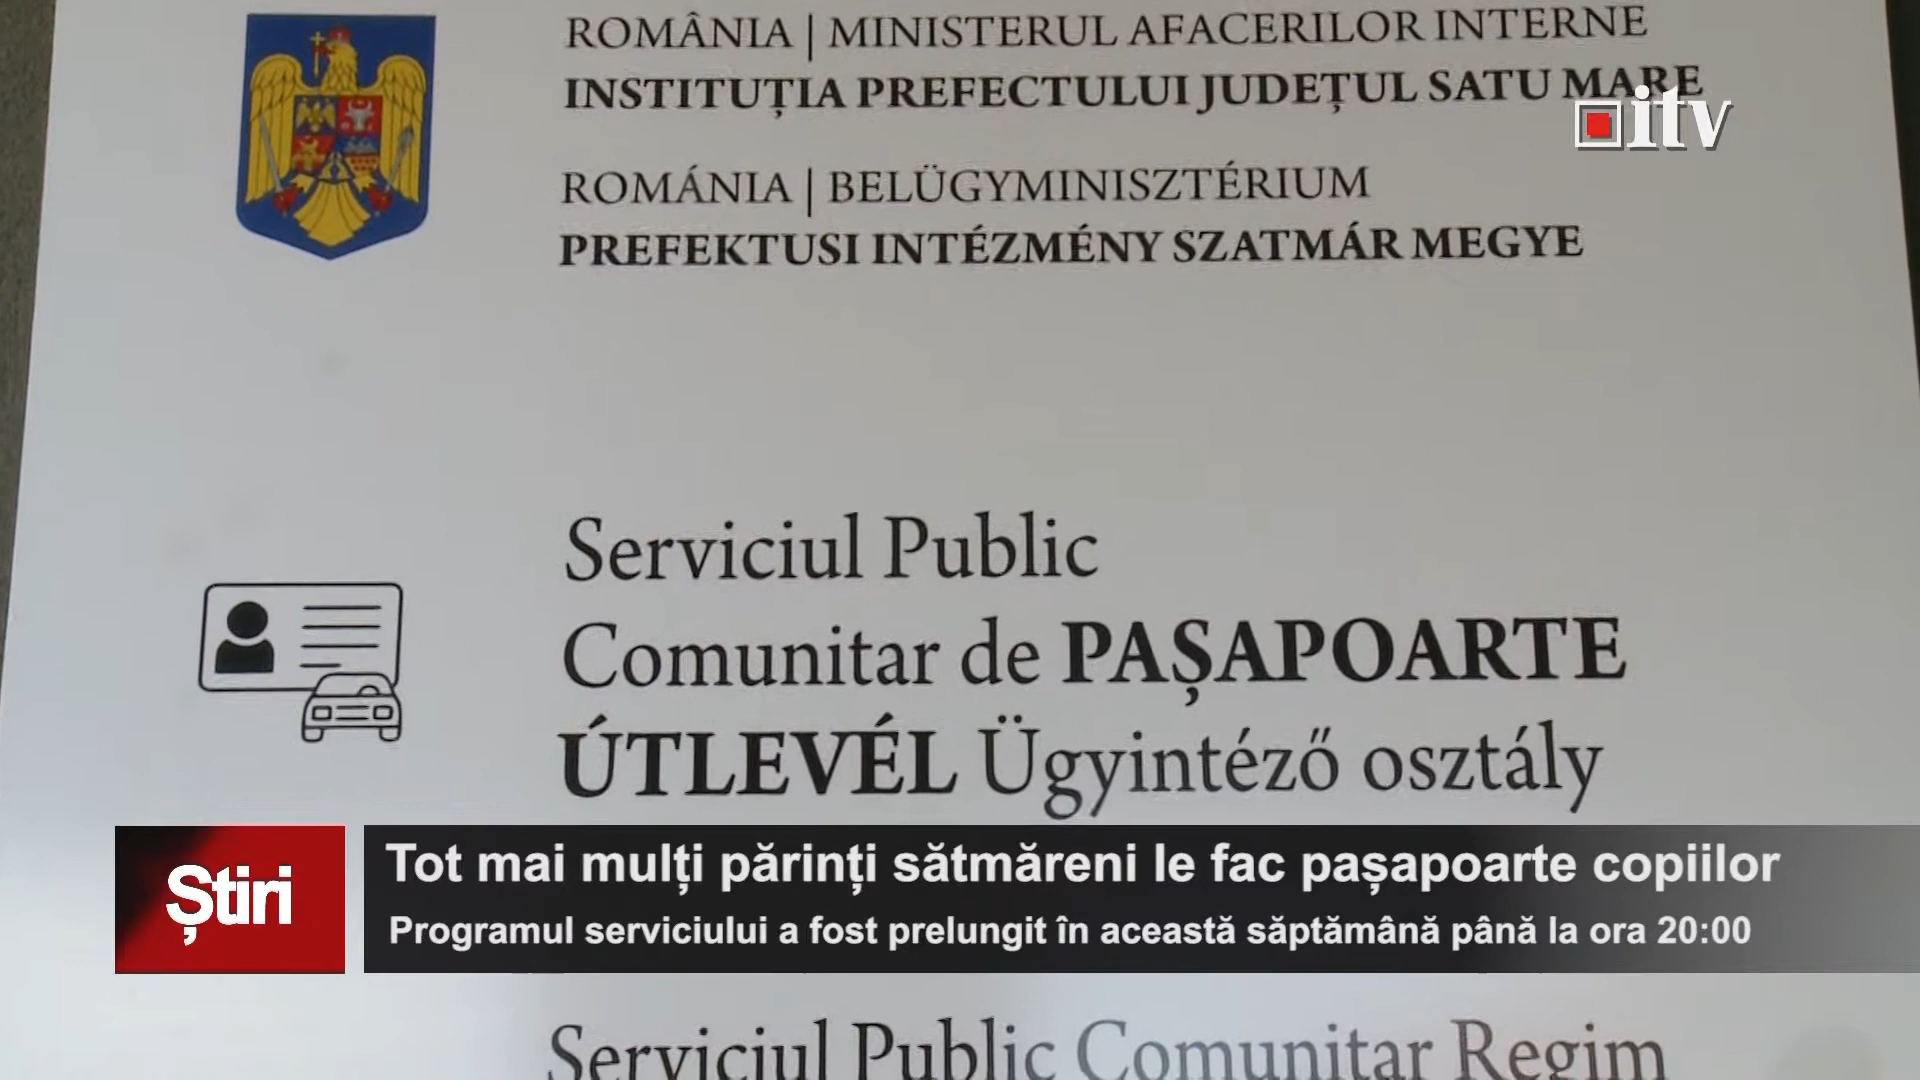 ROMÂNIA | MINISTERUL AFACERILOR INTERNE
INSTITUȚIA PREFECTULUI JUDEȚUL SATU MARE
itv
ROMÁNIA | BELÜGYMINISZTÉRIUM
PREFEKTUSI INTÉZMÉNY SZATMÁR MEGYE
Serviciul Public
Comunitar de PAȘAPOARTE
ÚTLEVÉL Ügyintéző osztály
Știri
Tot mai mulți părinți sătmăreni le fac pașapoarte copiilor
Programul serviciului a fost prelungit în această săptămână până la ora 20:00
Serviciul Public Comunitar Regim